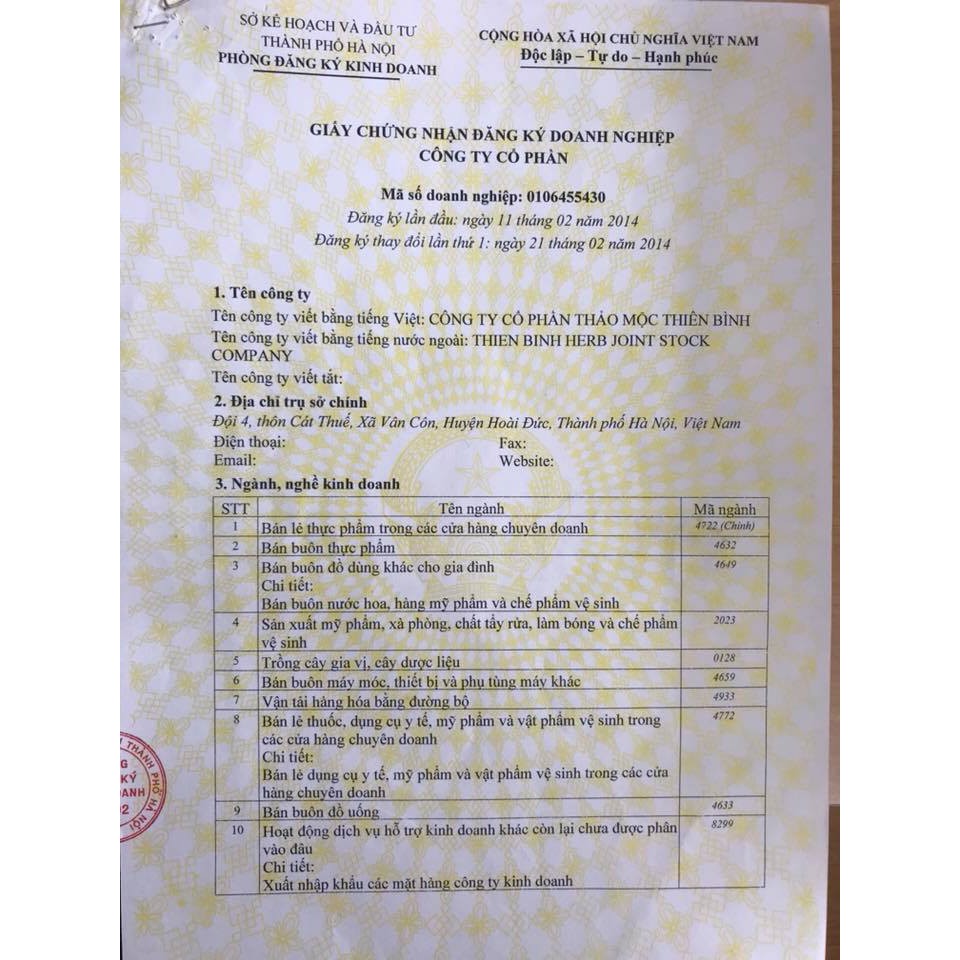 SỞ KẾ HOẠCH VÀ ĐẦU TƯ
THÀNH PHỐ HÀ NỘI
PHÒNG ĐĂNG KÝ KINH DOANH
CỘNG HÒA XÃ HỘI CHỦ NGHĨA VIỆT NAM
Độc lập – Tự do – Hạnh phúc
GIẤY CHỨNG NHẬN ĐĂNG KÝ DOANH NGHIỆP
CÔNG TY CỔ PHẦN
Mã số doanh nghiệp: 0106455430
Đăng ký lần đầu: ngày 11 tháng 02 năm 2014
Đăng ký thay đổi lần thứ 1: ngày 21 tháng 02 năm 2014
1. Tên công ty
Tên công ty viết bằng tiếng Việt: CÔNG TY CỔ PHẦN THẢO MỘC THIÊN BÌNH
Tên công ty viết bằng tiếng nước ngoài: THIEN BINH HERB JOINT STOCK
COMPANY
Tên công ty viết tắt:
2. Địa chỉ trụ sở chính
Đội 4, thôn Cát Thuế, Xã Vân Côn, Huyện Hoài Đức, Thành phố Hà Nội, Việt Nam
Điện thoại: Fax:
Email: Website:
3. Ngành, nghề kinh doanh
STT Tên ngành Mã ngành
1 Bán lẻ thực phẩm trong các cửa hàng chuyên doanh 4722 (Chính)
2 Bán buôn thực phẩm 4632
3 Bán buôn đồ dùng khác cho gia đình 4649
Chi tiết:
Bán buôn nước hoa, hàng mỹ phẩm và chế phẩm vệ sinh
4 Sản xuất mỹ phẩm, xà phòng, chất tẩy rửa, làm bóng và chế phẩm 2023
vệ sinh
5 Trồng cây gia vị, cây dược liệu 0128
6 Bán buôn máy móc, thiết bị và phụ tùng máy khác 4659
7 Vận tải hàng hóa bằng đường bộ 4933
8 Bán lẻ thuốc, dụng cụ y tế, mỹ phẩm và vật phẩm vệ sinh trong 4772
các cửa hàng chuyên doanh
Chi tiết:
Bán lẻ dụng cụ y tế, mỹ phẩm và vật phẩm vệ sinh trong các cửa
hàng chuyên doanh
9 Bán buôn đồ uống 4633
10 Hoạt động dịch vụ hỗ trợ kinh doanh khác còn lại chưa được phân 8299
vào đâu
Chi tiết:
Xuất nhập khẩu các mặt hàng công ty kinh doanh
THÀNH PHỐ HÀ NỘI
KÝ
OANH
2